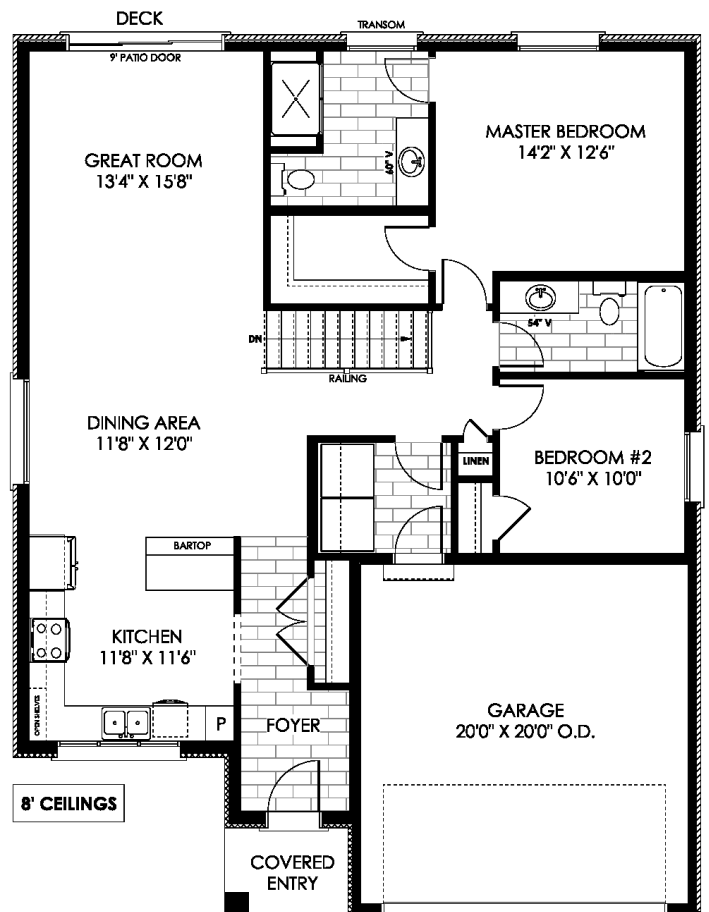 DECK
TRANSOM
9' PATIO DOOR
GREAT ROOM
13'4" X 15'8"
MASTER BEDROOM
14'2" X 12'6"
60" V
54" V
DN
RAILING
DINING AREA
11'8" X 12'0"
LINEN
BEDROOM #2
10'6" X 10'0"
BARTOP
KITCHEN
11'8" X 11'6"
OPEN SHELVES
P
FOYER
GARAGE
20'0" X 20'0" O.D.
8' CEILINGS
COVERED
ENTRY